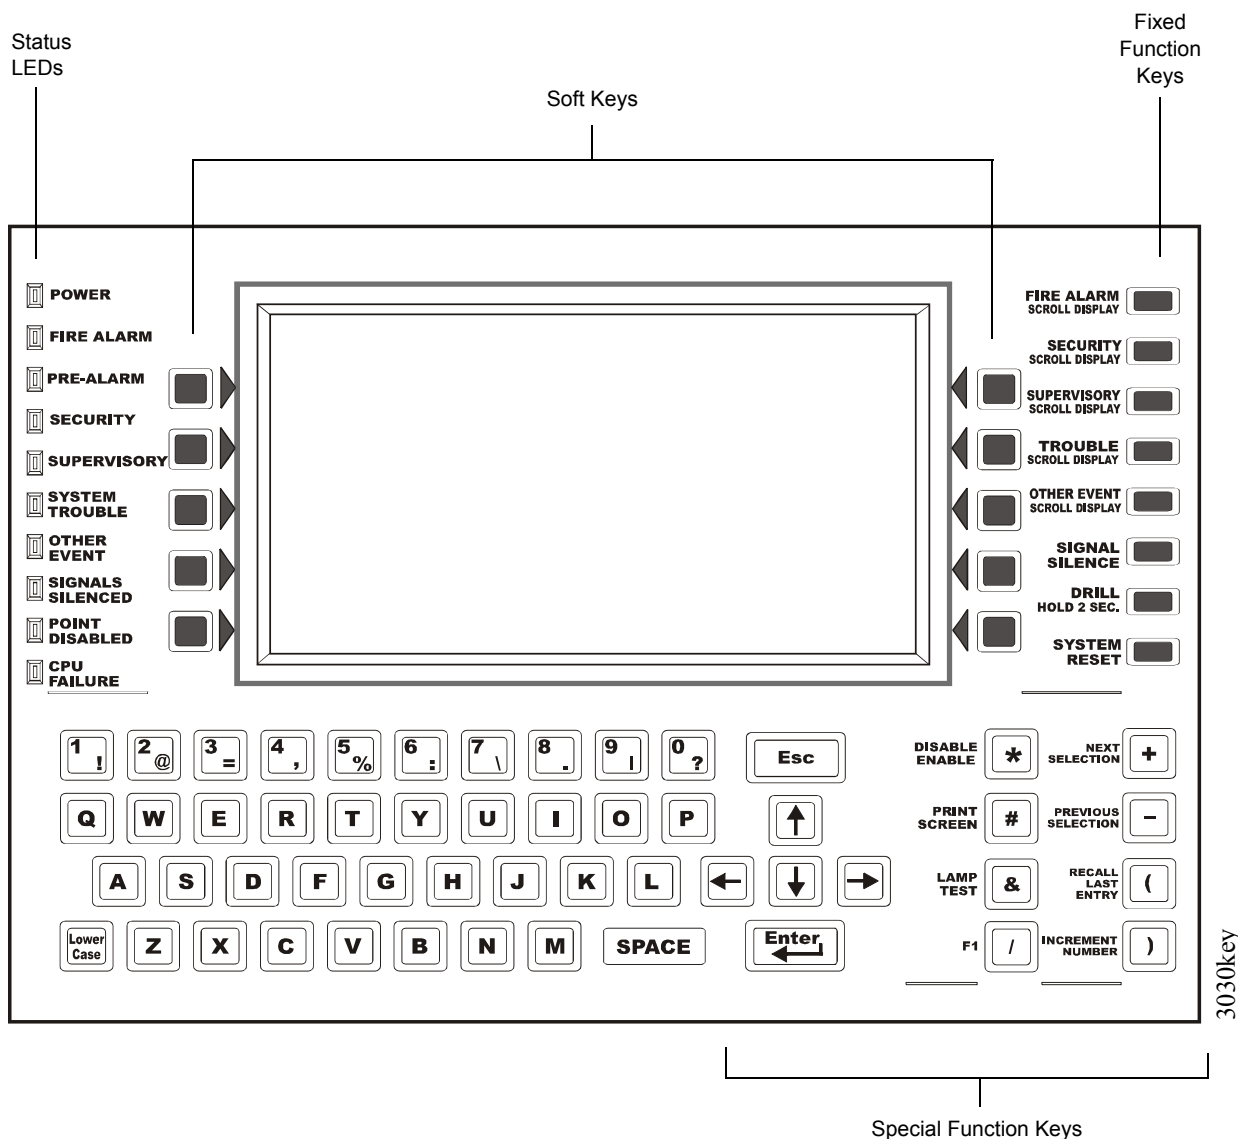 Status
LEDs
Soft Keys
Fixed
Function
Keys
POWER
FIRE ALARM
PRE-ALARM
SECURITY
SUPERVISORY
SYSTEM
TROUBLE
OTHER
EVENT
SIGNALS
SILENCED
POINT
DISABLED
CPU
FAILURE
FIRE ALARM
SCROLL DISPLAY
SECURITY
SCROLL DISPLAY
SUPERVISORY
SCROLL DISPLAY
TROUBLE
SCROLL DISPLAY
OTHER EVENT
SCROLL DISPLAY
SIGNAL
SILENCE
DRILL
HOLD 2 SEC.
SYSTEM
RESET
1 ! 2 @ 3 = 4 , 5 % 6 : 7 \ 8 . 9 | 0 ? Esc
Q W E R T Y U I O P
A S D F G H J K L
Lower
Case
Z X C V B N M SPACE Enter
DISABLE
ENABLE
*
NEXT
SELECTION
+
PRINT
SCREEN
#
PREVIOUS
SELECTION
−
LAMP
TEST
&
RECALL
LAST
ENTRY
(
F1 /
INCREMENT
NUMBER
)
3030key
Special Function Keys